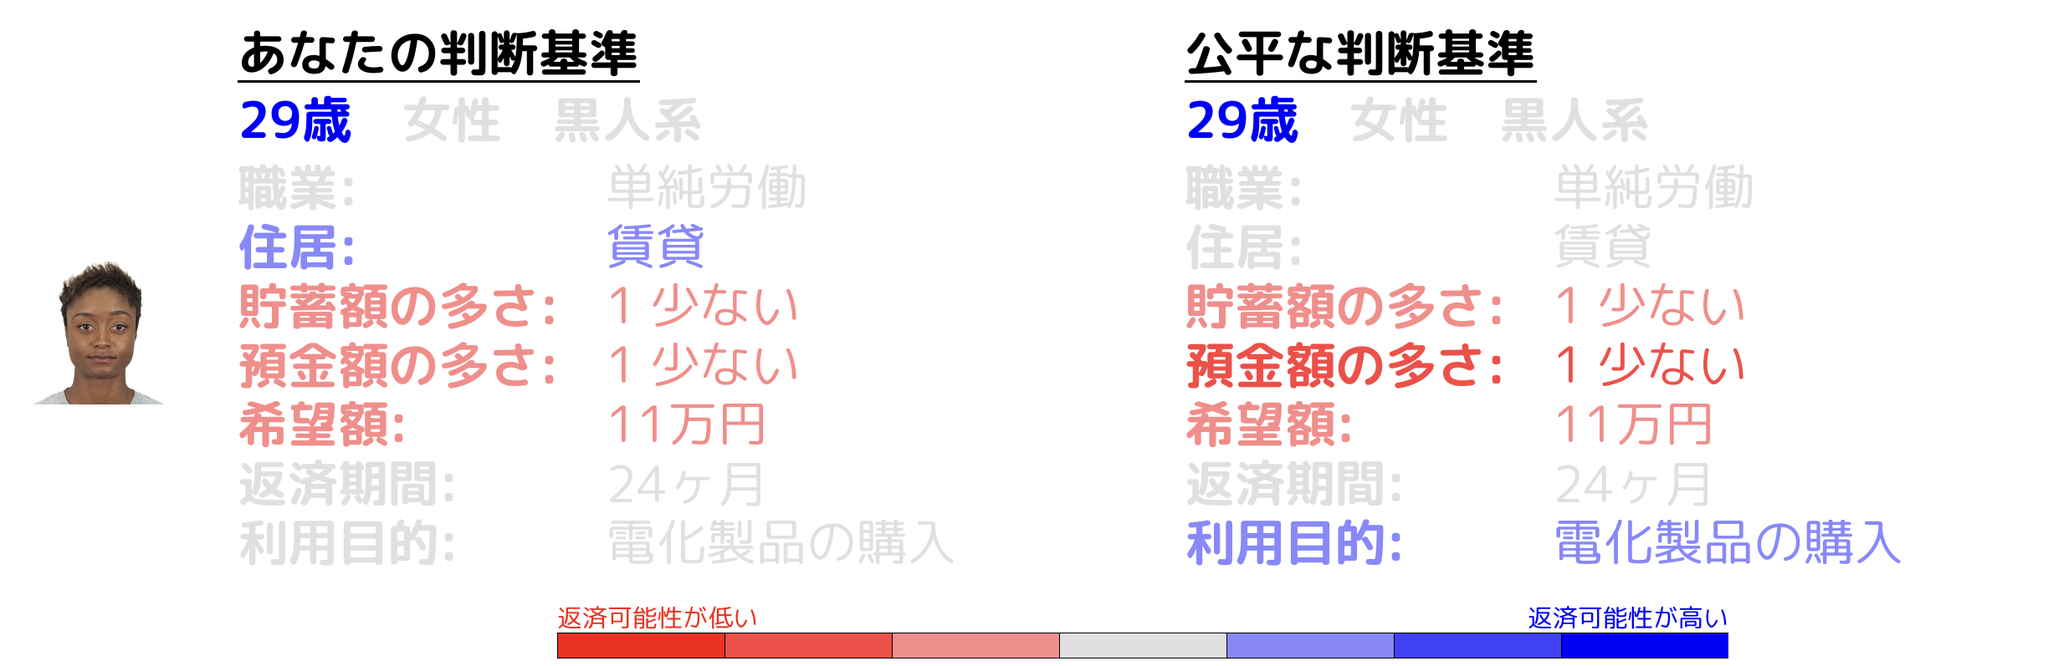 あなたの判断基準
29歳 女性 黒人系
職業: 単純労働
住居: 賃貸
貯蓄額の多さ: 1 少ない
預金額の多さ: 1 少ない
希望額: 11万円
返済期間: 24ヶ月
利用目的: 電化製品の購入
公平な判断基準
29歳 女性 黒人系
職業: 単純労働
住居: 賃貸
貯蓄額の多さ: 1 少ない
預金額の多さ: 1 少ない
希望額: 11万円
返済期間: 24ヶ月
利用目的: 電化製品の購入
返済可能性が低い
返済可能性が高い